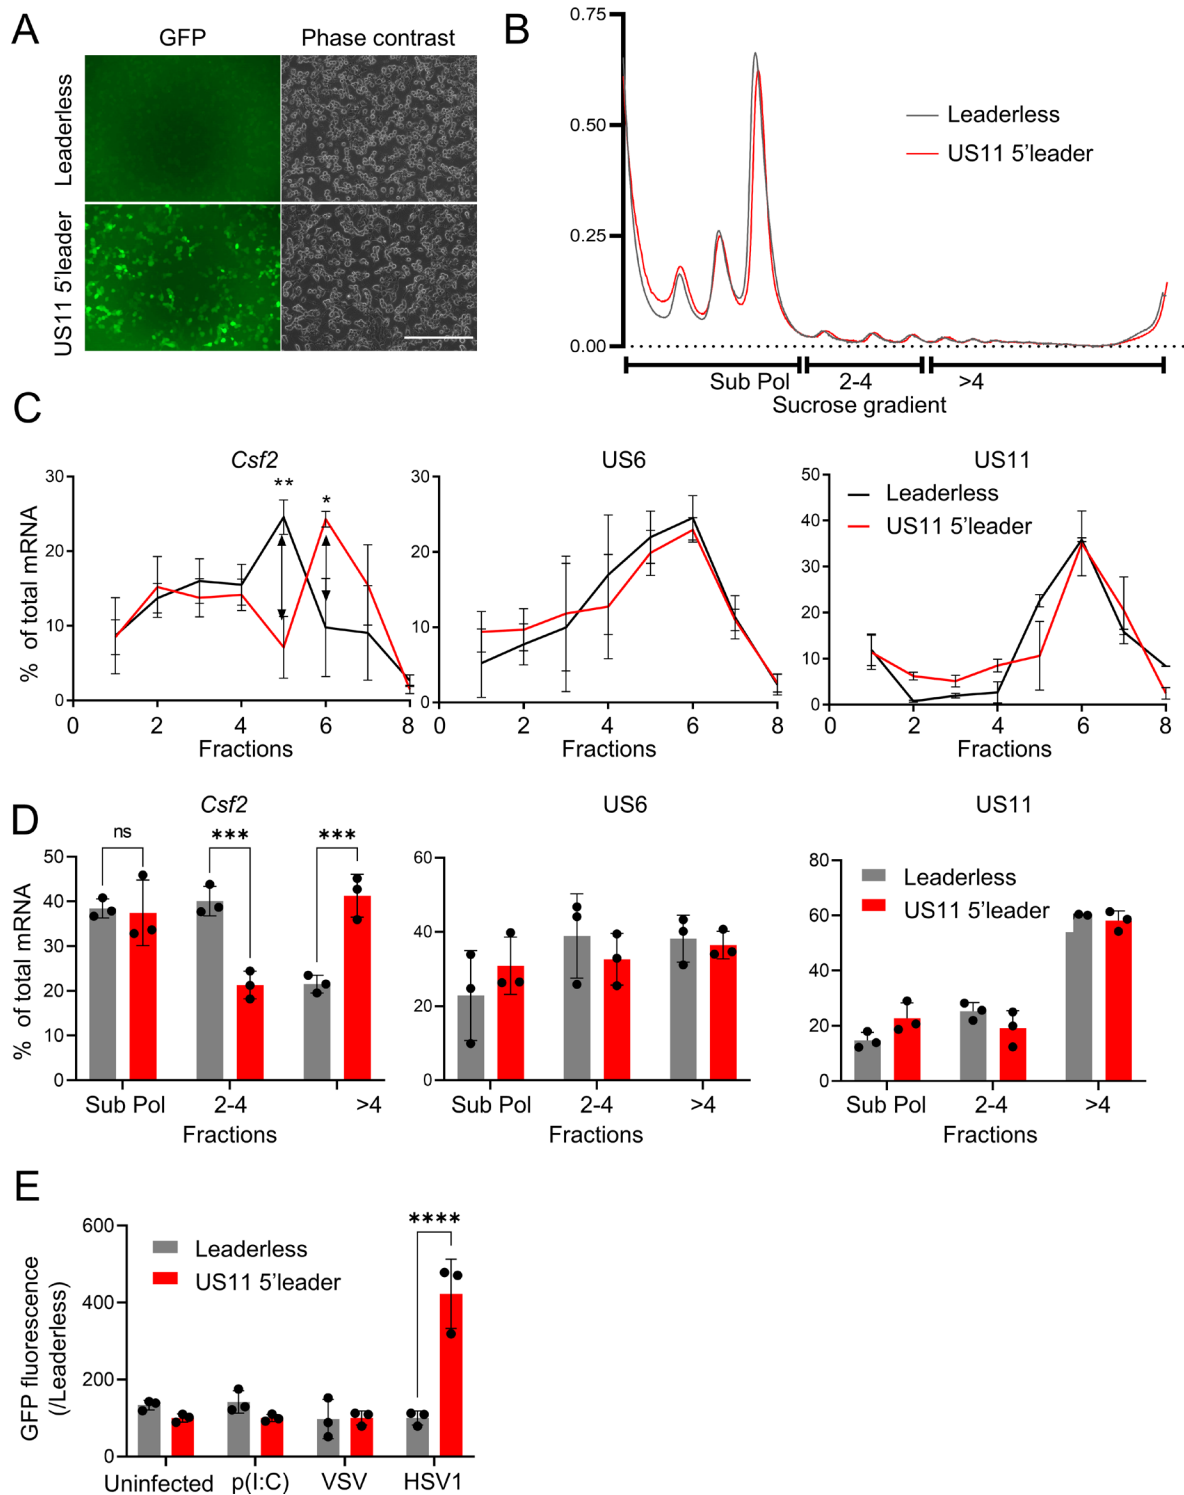 A
GFP
Phase contrast
Leaderless
US11 5'leader
B
0.75
0.50
0.25
0.00
Leaderless
US11 5'leader
Sub Pol
2-4
>4
Sucrose gradient
C
Csf2
% of total mRNA
30
20
10
0
**
*
0 2 4 6 8
Fractions
US6
30
20
10
0
0 2 4 6 8
Fractions
US11
50
40
30
20
10
0
Leaderless
US11 5'leader
0 2 4 6 8
Fractions
D
Csf2
% of total mRNA
50
40
30
20
10
0
ns
***
***
Sub Pol 2-4 >4
Fractions
US6
60
40
20
0
Sub Pol 2-4 >4
Fractions
US11
80
60
40
20
0
Leaderless
US11 5'leader
Sub Pol 2-4 >4
Fractions
E
GFP fluorescence
(/Leaderless)
600
400
200
0
Leaderless
US11 5'leader
****
Uninfected p(I:C) VSV HSV1